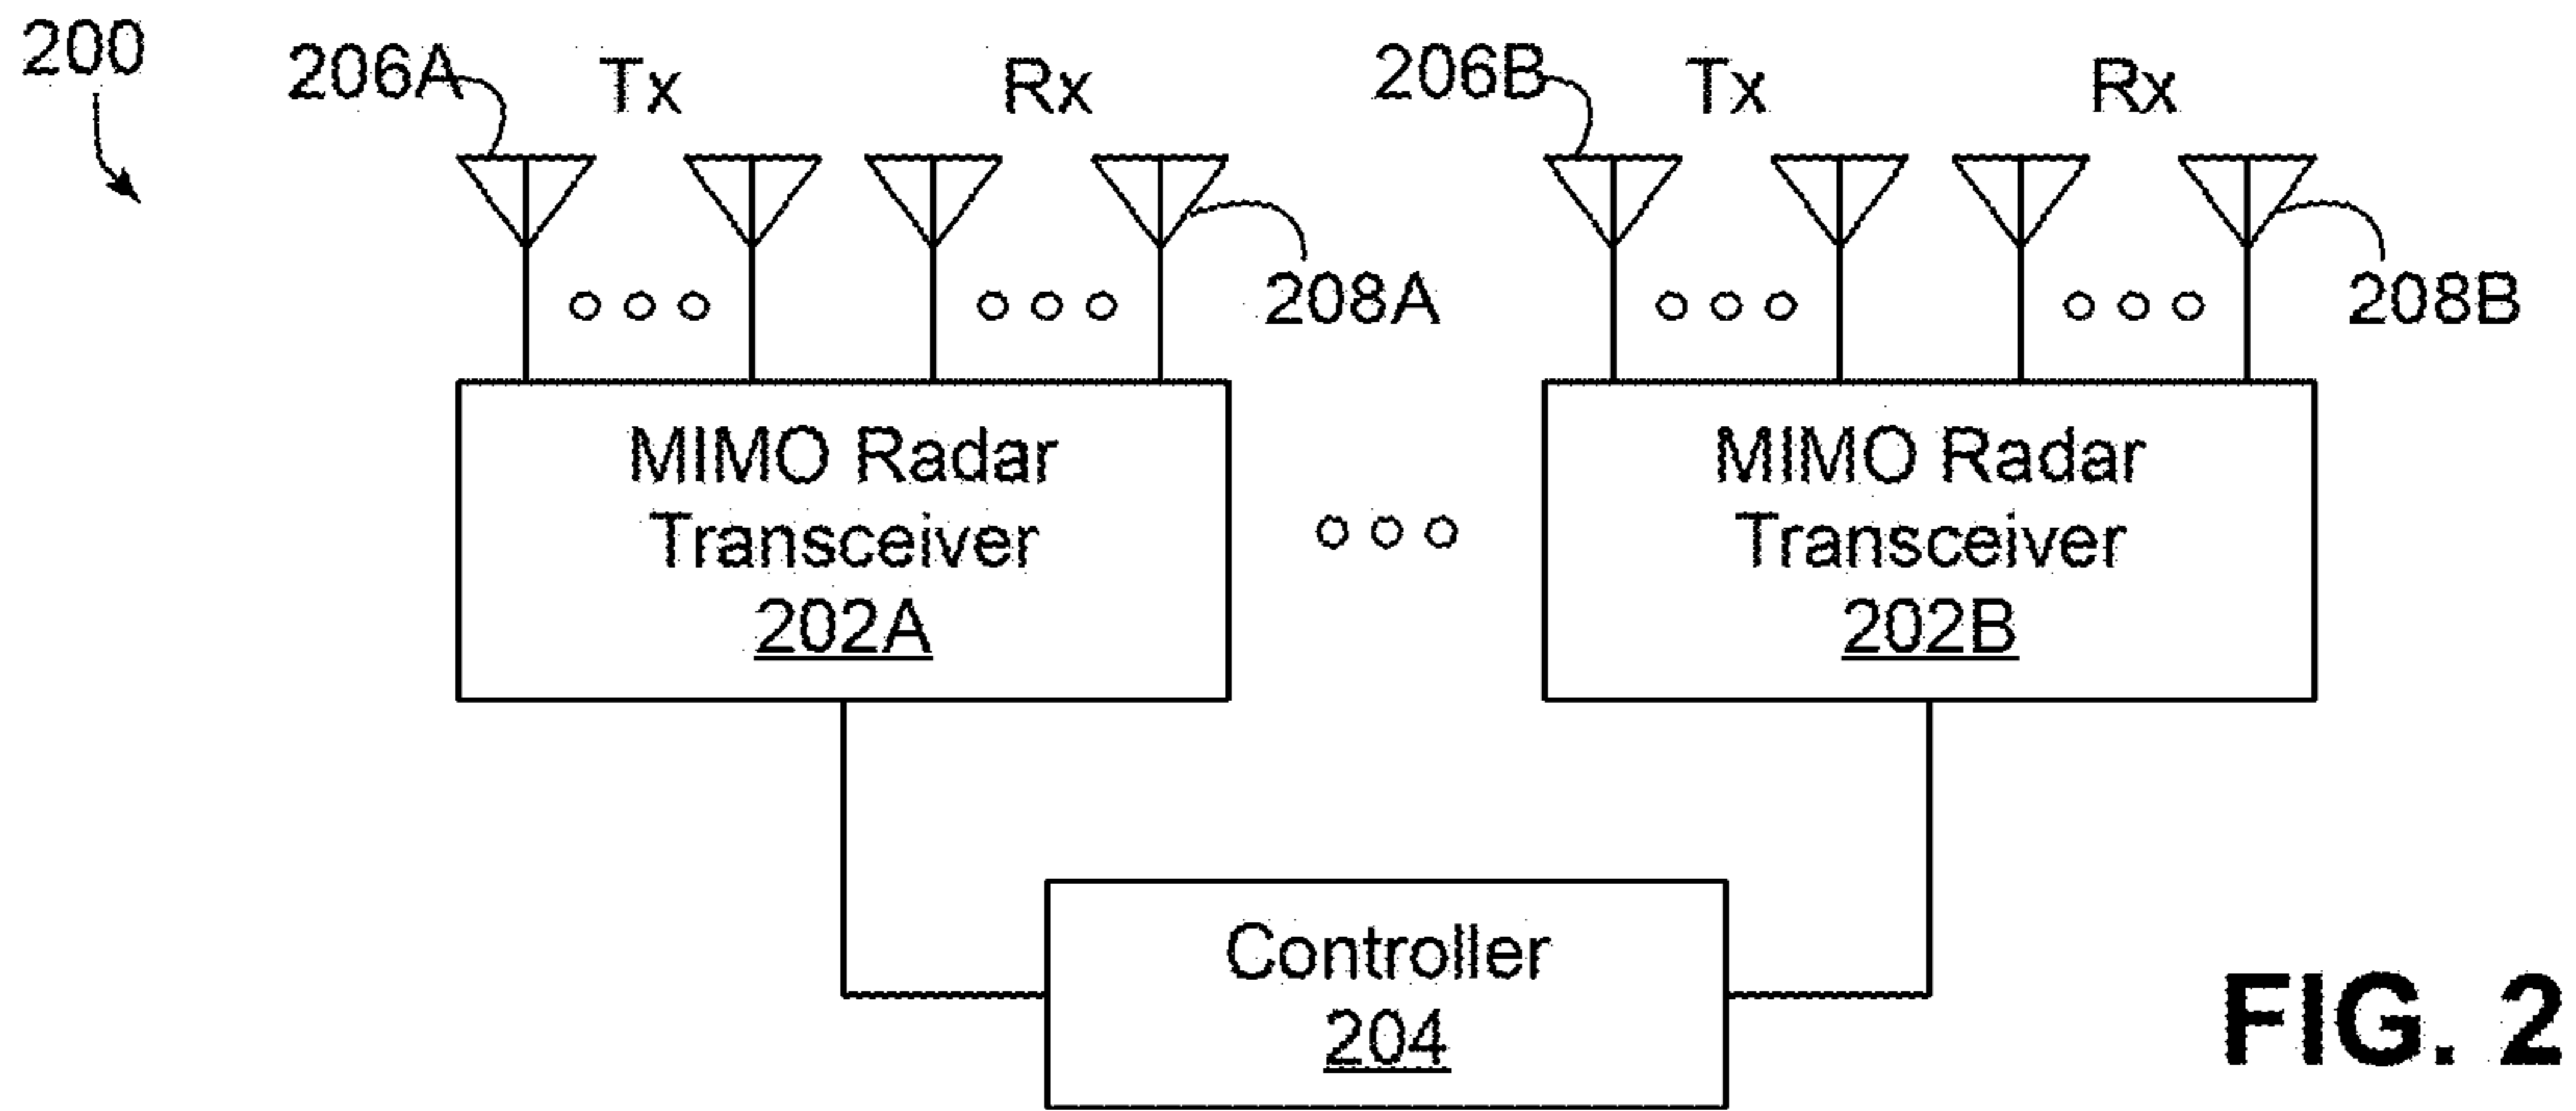 200
206A Tx Rx 206B Tx Rx
208A 208B
MIMO Radar
Transceiver
202A
MIMO Radar
Transceiver
202B
Controller
204
FIG. 2